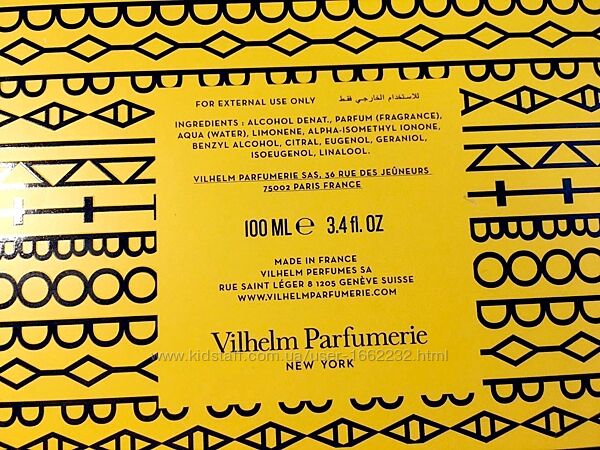 FOR EXTERNAL USE ONLY للاستخدام الخارجي فقط
INGREDIENTS : ALCOHOL DENAT., PARFUM (FRAGRANCE),
AQUA (WATER), LIMONENE, ALPHA-ISOMETHYL IONONE,
BENZYL ALCOHOL, CITRAL, EUGENOL, GERANIOL,
ISOEUGENOL, LINALOOL.
VILHELM PARFUMERIE SAS, 36 RUE DES JEÛNEURS
75002 PARIS FRANCE
100 ML ℮ 3.4 fl. OZ
MADE IN FRANCE
VILHELM PERFUMES SA
RUE SAINT LÉGER 8 1205 GENÈVE SUISSE
WWW.VILHELMPARFUMERIE.COM
Vilhelm Parfumerie
www.kidstaff.com.ua/user-1662232.html
NEW YORK